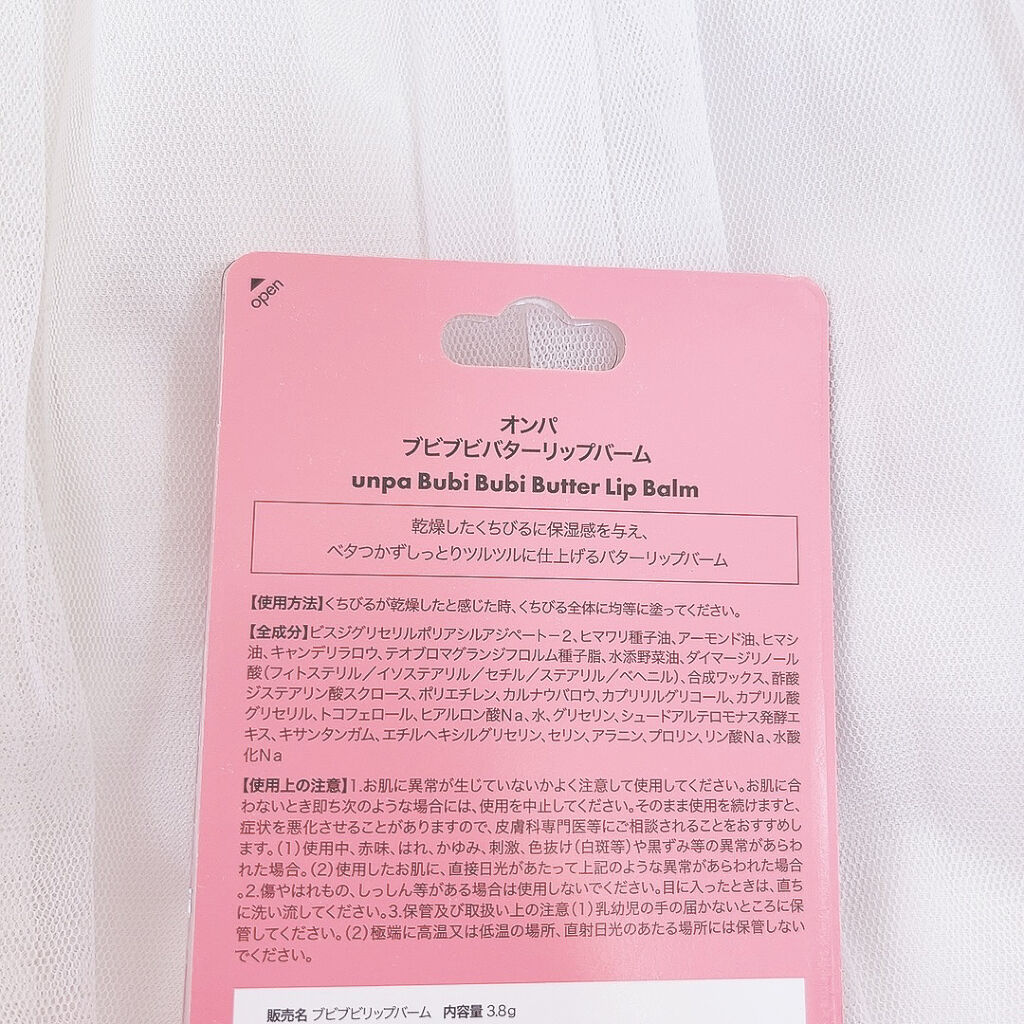 open
オンパ
ブビブビバターリップバーム
unpa Bubi Bubi Butter Lip Balm
乾燥したくちびるに保湿感を与え、
ベタつかずしっとりツルツルに仕上げるバターリップバーム
【使用方法】くちびるが乾燥したと感じた時、くちびる全体に均等に塗ってください。
【全成分】ビスジグリセリルポリアシルアジペート－2、ヒマワリ種子油、アーモンド油、ヒマシ
油、キャンデリラロウ、テオブロマグランジフロルム種子脂、水添野菜油、ダイマージリノール
酸（フィトステリル／イソステアリル／セチル／ステアリル／ベヘニル）、合成ワックス、酢酸
ジステアリン酸スクロース、ポリエチレン、カルナウバロウ、カプリリルグリコール、カプリル酸
グリセリル、トコフェロール、ヒアルロン酸Na、水、グリセリン、シュードアルテロモナス発酵エ
キス、キサンタンガム、エチルヘキシルグリセリン、セリン、アラニン、プロリン、リン酸Na、水酸
化Na
【使用上の注意】1.お肌に異常が生じていないかよく注意して使用してください。お肌に合
わないとき即ち次のような場合には、使用を中止してください。そのまま使用を続けますと、
症状を悪化させることがありますので、皮膚科専門医等にご相談されることをおすすめし
ます。（1）使用中、赤味、はれ、かゆみ、刺激、色抜け（白斑等）や黒ずみ等の異常があらわ
れた場合。（2）使用したお肌に、直接日光があたって上記のような異常があらわれた場合
。2.傷やはれもの、しっしん等がある場合は使用しないでください。目に入ったときは、直ち
に洗い流してください。3.保管及び取扱い上の注意（1）乳幼児の手の届かないところに保
管してください。（2）極端に高温又は低温の場所、直射日光のあたる場所には保管しない
でください。
販売名 ブビブビリップバーム 内容量 3.8g